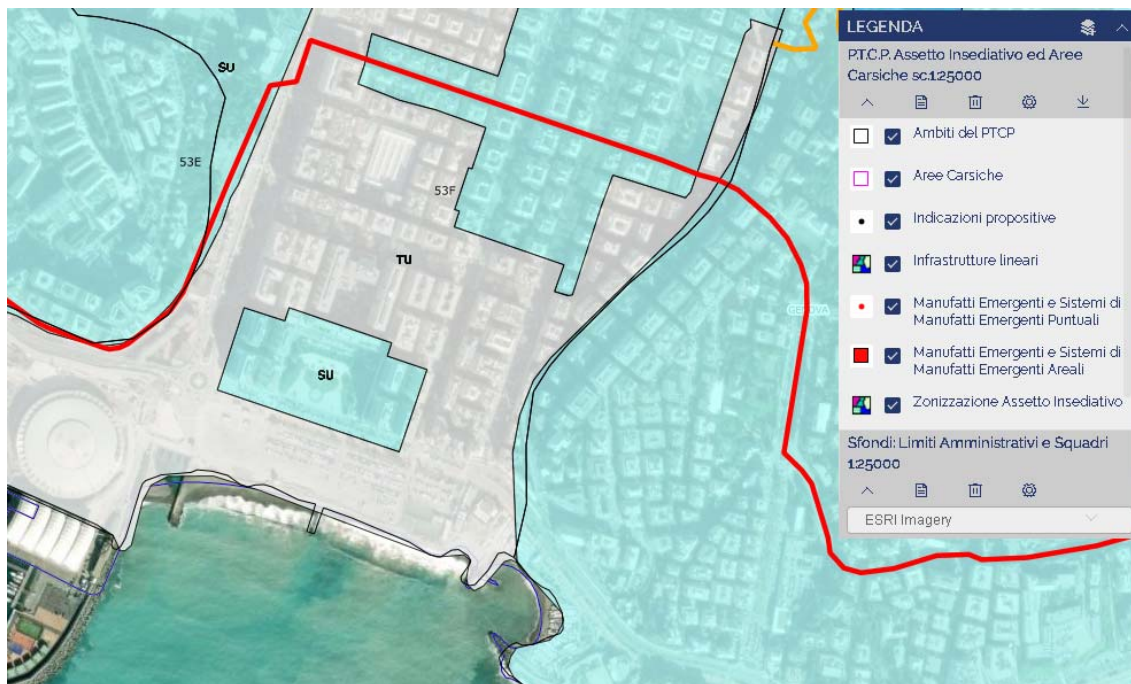 LEGENDA
P.T.C.P. Assetto Insediativo ed Aree
Carsiche sc.1:25000
Ambiti del PTCP
Aree Carsiche
Indicazioni propositive
Infrastrutture lineari
Manufatti Emergenti e Sistemi di
Manufatti Emergenti Puntuali
Manufatti Emergenti e Sistemi di
Manufatti Emergenti Areali
Zonizzazione Assetto Insediativo
Sfondi: Limiti Amministrativi e Squadri
1:25000
ESRI Imagery
SU
53E
53F
TU
SU
GENOVA